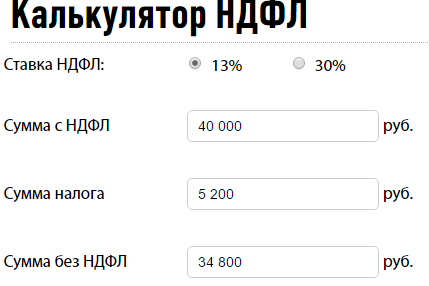 Калькулятор НДФЛ
Ставка НДФЛ: 13% 30%
Сумма с НДФЛ 40 000 руб.
Сумма налога 5 200 руб.
Сумма без НДФЛ 34 800 руб.